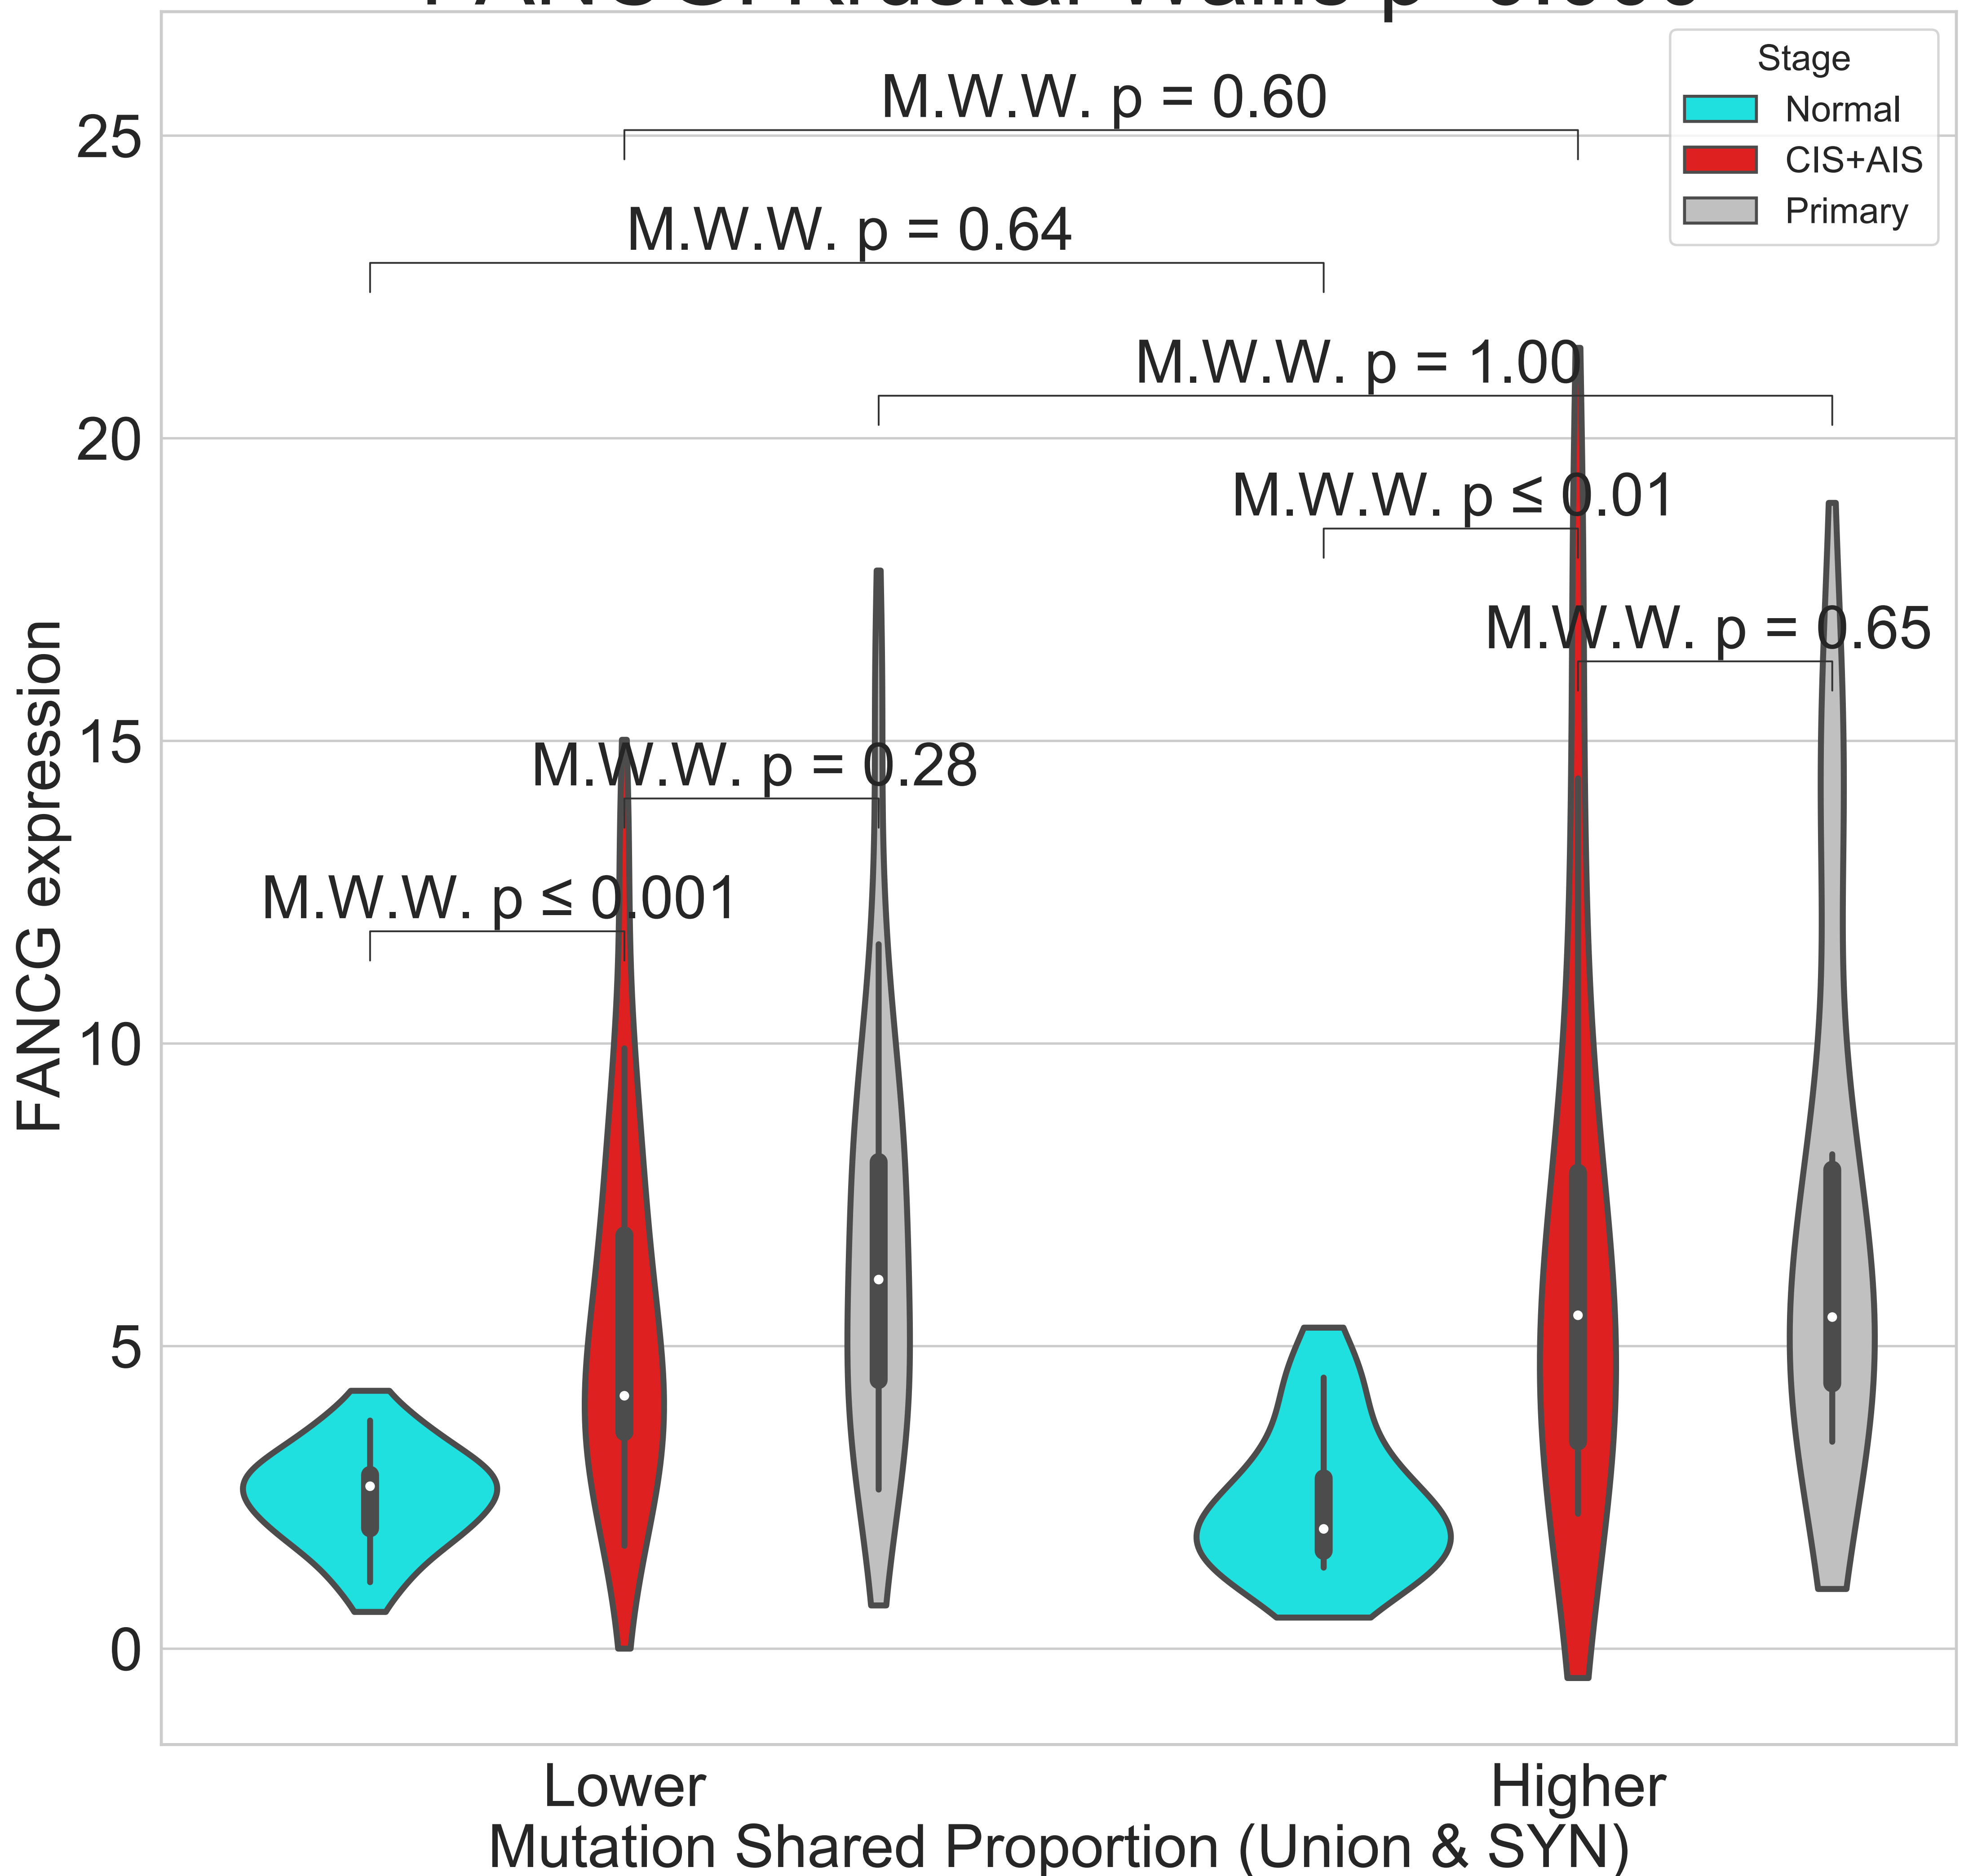 Stage
Normal
CIS+AIS
Primary
M.W.W. p = 0.60
M.W.W. p = 0.64
M.W.W. p = 1.00
M.W.W. p ≤ 0.01
M.W.W. p = 0.65
M.W.W. p = 0.28
M.W.W. p ≤ 0.001
25
20
15
10
5
0
FANCG expression
Lower
Higher
Mutation Shared Proportion (Union & SYN)